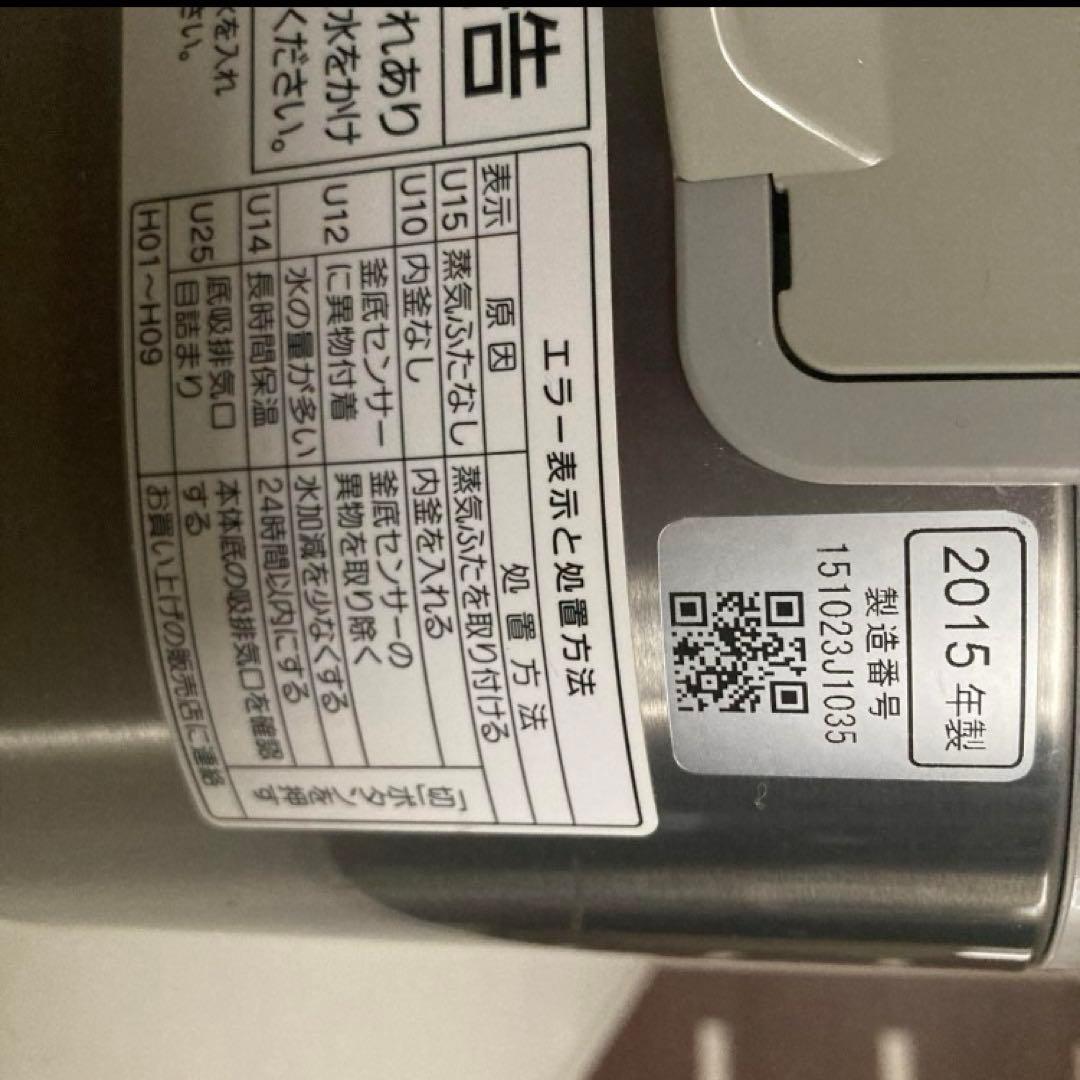 告
れあり
水をかけ
ください。
水を入れ
さい。
エラー表示と処置方法
表示 原因 処置方法
U15 蒸気ふたなし 蒸気ふたを取り付ける
U10 内釜なし 内釜を入れる
U12 釜底センサー 釜底センサーの
に異物付着 異物を取り除く
水の量が多い 水加減を少なくする
U14 長時間保温 24時間以内にする
U25 底吸排気口 本体底の吸排気口を確認
目詰まり する
H01〜H09 お買い上げの販売店に連絡
「切」ボタンを押す
2015年製
製造番号
151023J1035